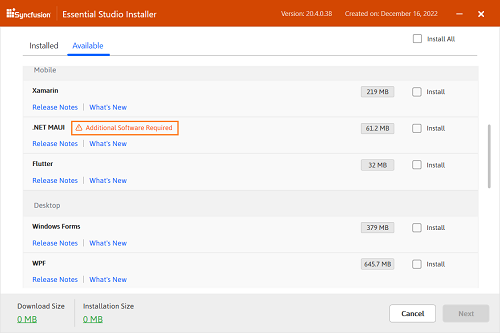 Syncfusion Essential Studio Installer Version: 20.4.0.38 Created on: December 16, 2022
Install All
Installed Available
Mobile
Xamarin 219 MB Install
Release Notes What's New
.NET MAUI Additional Software Required 61.2 MB Install
Release Notes What's New
Flutter 32 MB Install
Release Notes What's New
Desktop
Windows Forms 379 MB Install
Release Notes What's New
WPF 645.7 MB Install
Release Notes What's New
Download Size Installation Size
0 MB 0 MB
Cancel Next